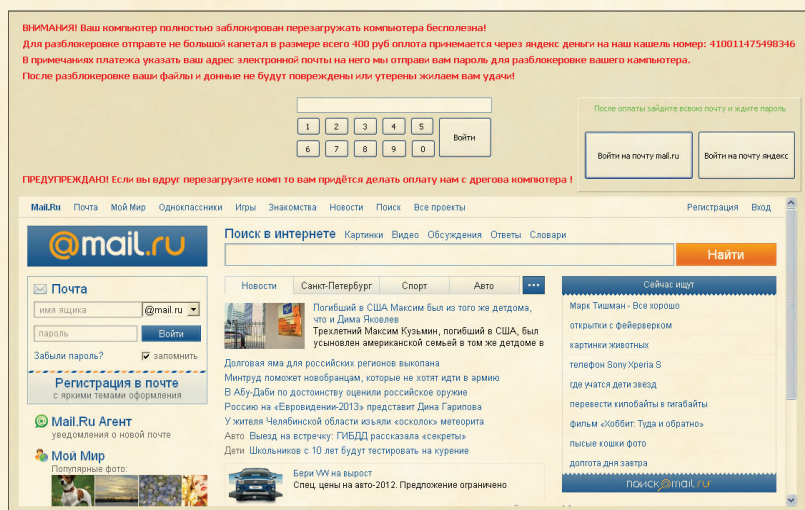 ВНИМАНИЯ! Ваш компьютер полностью заблокирован перезагружать компьютера бесполезна!
Для разблокеровке отправте не большой капетал в размере всего 400 руб оплота принемается через яндекс деньги на наш кашель номер: 410011475498346
В примечаниях платежа указать ваш адрес электронной почты на него мы отправи вам пароль для разблокеровке вашего кампьютера.
После разблокеровке ваши файлы и донные не будут повреждены или утерены жилаем вам удачи!
1 2 3 4 5
6 7 8 9 0
Войти
После оплаты зайдите всвою почту и ждите пароль
Войти на почту mail.ru
Войти на почту яндекс
ПРЕДУПРЕЖДАЮ! Если вы вдруг перезагрузите комп то вам придётся делать оплату нам с дрегова компютера !
Mail.Ru Почта Мой Мир Одноклассники Игры Знакомства Новости Поиск Все проекты Регистрация Вход
@mail.ru
Поиск в интернете Картинки Видео Обсуждения Ответы Словари
Найти
Почта
имя ящика @mail.ru
пароль Войти
Забыли пароль? запомнить
Регистрация в почте
с яркими темами оформления
Mail.Ru Агент
уведомления о новой почте
Мой Мир
Популярные фото:
Новости Санкт-Петербург Спорт Авто
Погибший в США Максим был из того же детдома,
что и Дима Яковлев
Трехлетний Максим Кузьмин, погибший в США, был
усыновлен американской семьей в том же детдоме в
Долговая яма для российских регионов выкопана
Минтруд поможет новобранцам, которые не хотят идти в армию
В Абу-Даби по достоинству оценили российское оружие
Россию на «Евровидении-2013» представит Дина Гарипова
У жителя Челябинской области изъяли «осколок» метеорита
Авто Выезд на встречку: ГИБДД рассказала «секреты»
Дети Школьников с 10 лет будут тестировать на курение
Бери VW на вырост
Спец. цены на авто-2012. Предложение ограничено
Сейчас ищут
Марк Тишман - Все хорошо
открытки с фейерверком
картинки животных
телефон Sony Xperia S
где учатся дети звезд
перевести килобайты в гигабайты
фильм «Хоббит: Туда и обратно»
лысые кошки фото
долгота дня завтра
поиск@mail.ru